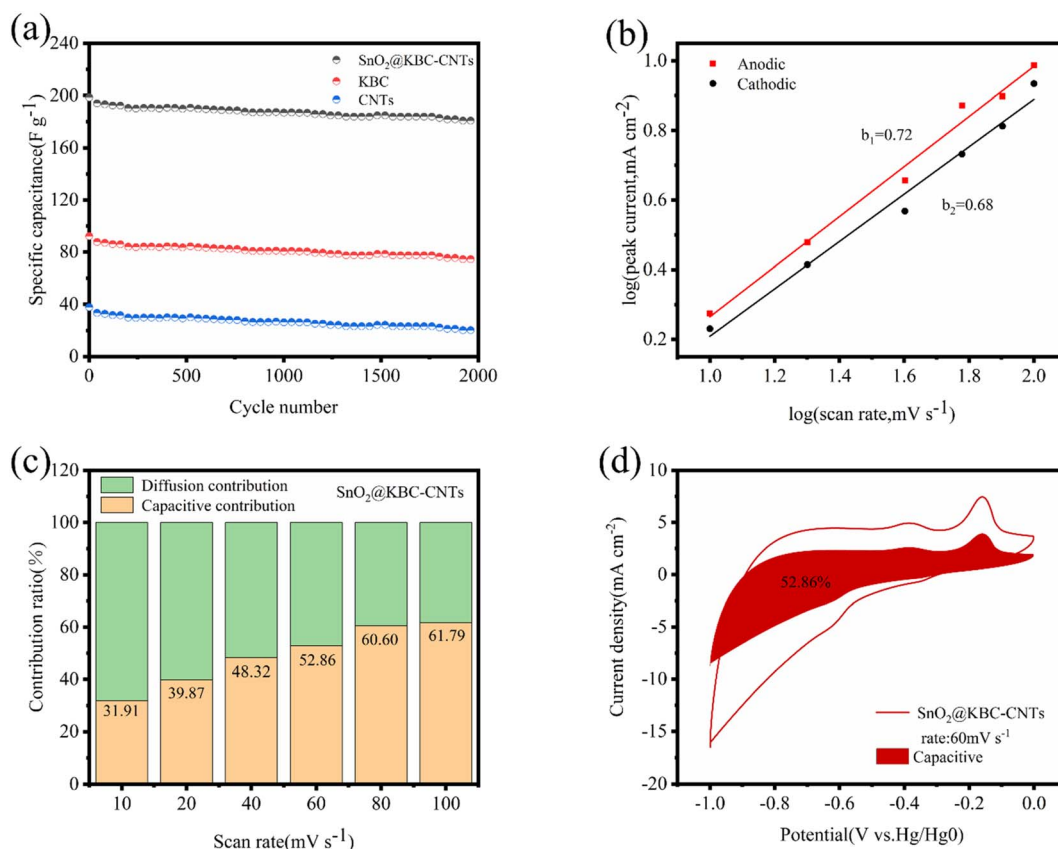 (a)
240
200
160
120
80
40
0
Specific capacitance(F g⁻¹)
SnO₂@KBC-CNTs
KBC
CNTs
0
500
1000
1500
2000
Cycle number
(b)
1.0
0.8
0.6
0.4
0.2
log(peak current,mA cm⁻²)
Anodic
Cathodic
b₁=0.72
b₂=0.68
1.0
1.2
1.4
1.6
1.8
2.0
log(scan rate,mV s⁻¹)
(c)
120
100
80
60
40
20
0
Contribution ratio(%)
Diffusion contribution
Capacitive contribution
SnO₂@KBC-CNTs
31.91
39.87
48.32
52.86
60.60
61.79
10
20
40
60
80
100
Scan rate(mV s⁻¹)
(d)
10
5
0
-5
-10
-15
-20
Current density(mA cm⁻²)
52.86%
SnO₂@KBC-CNTs
rate:60mV s⁻¹
Capacitive
-1.0
-0.8
-0.6
-0.4
-0.2
0.0
Potential(V vs.Hg/Hg0)